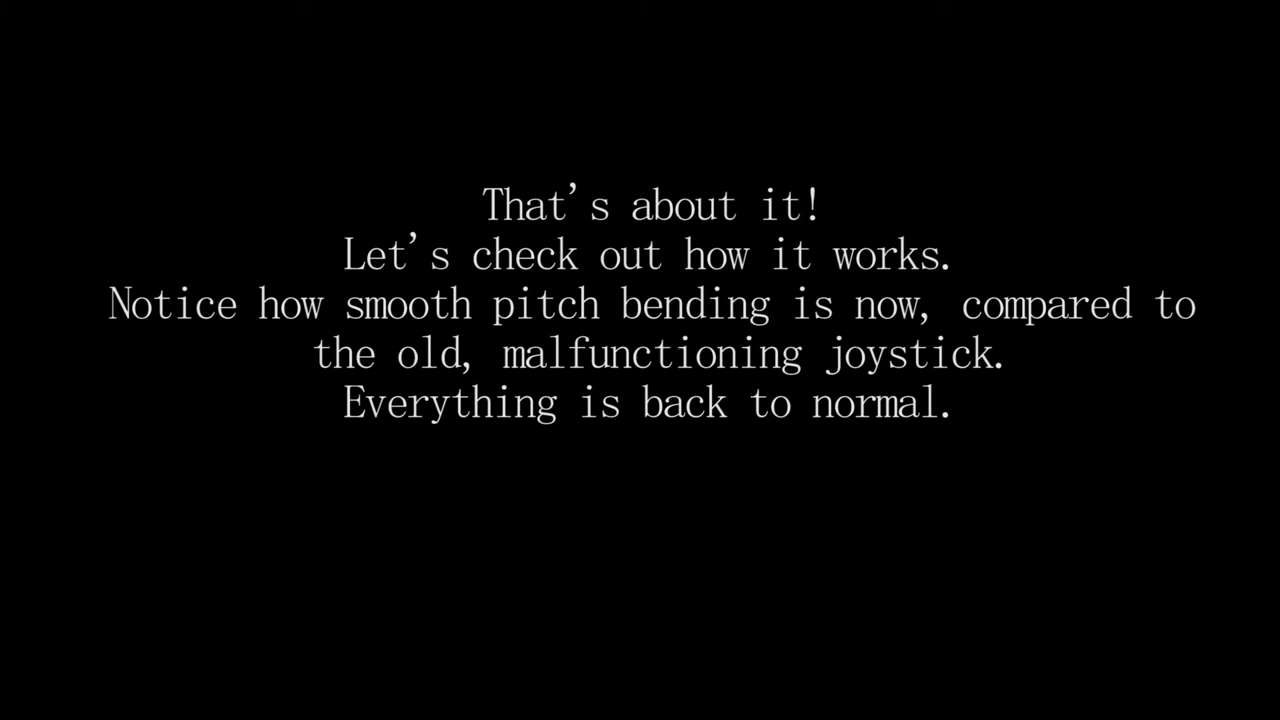 That's about it!
Let's check out how it works.
Notice how smooth pitch bending is now, compared to
the old, malfunctioning joystick.
Everything is back to normal.